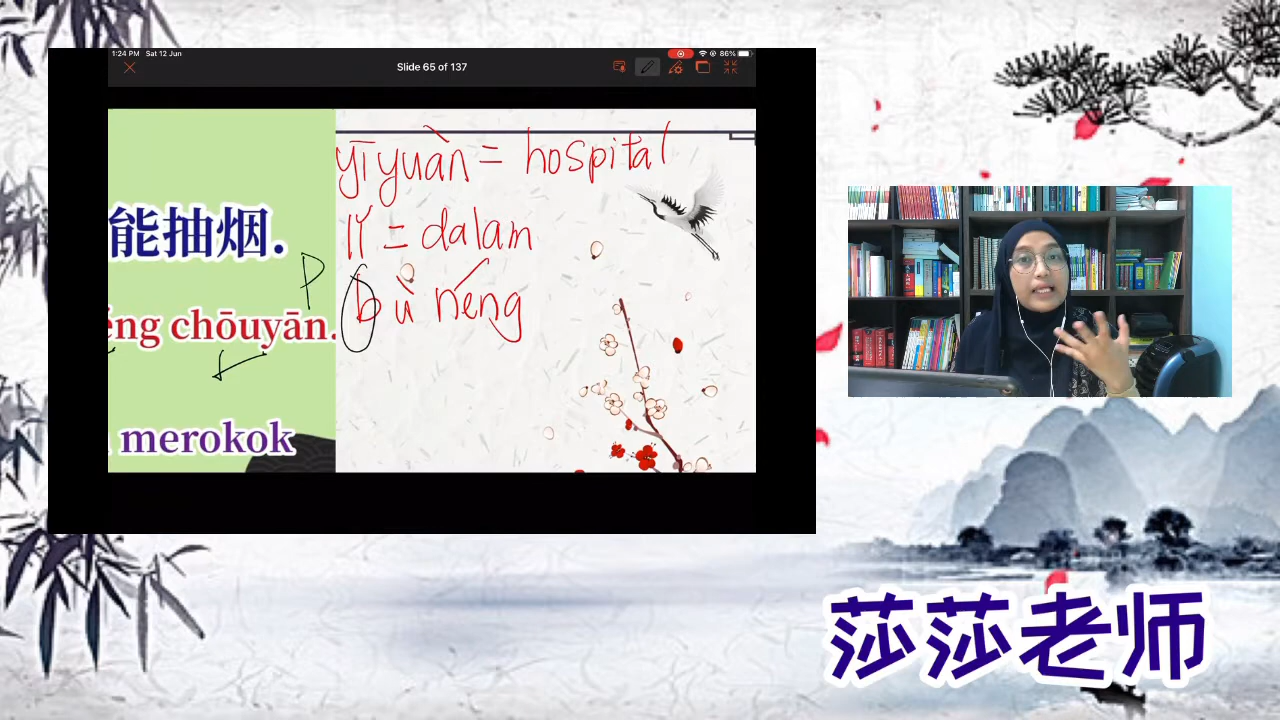 1:24 PM Sat 12 Jun
86%
Slide 65 of 137
能抽烟.
éng chōuyān.
merokok
P
yīyuàn = hospital
lǐ = dalam
bù néng
莎莎老师